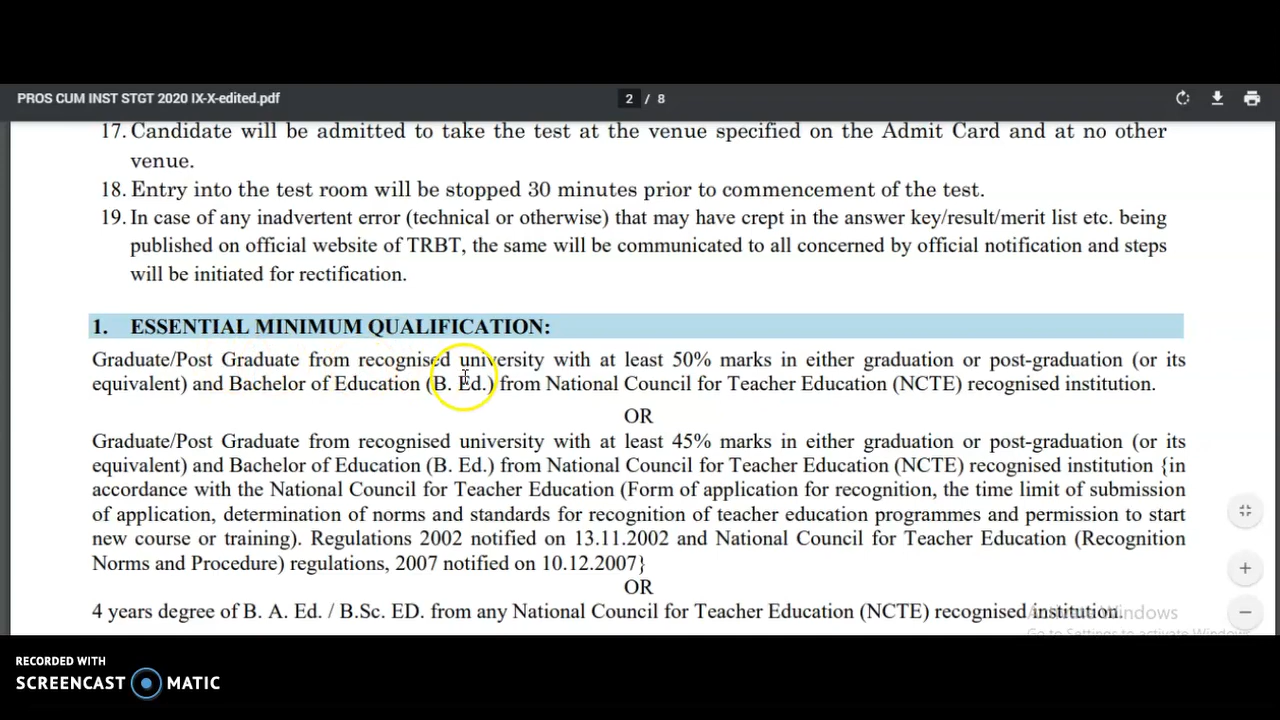 PROS CUM INST STGT 2020 IX-X-edited.pdf
2 / 8
17. Candidate will be admitted to take the test at the venue specified on the Admit Card and at no other
venue.
18. Entry into the test room will be stopped 30 minutes prior to commencement of the test.
19. In case of any inadvertent error (technical or otherwise) that may have crept in the answer key/result/merit list etc. being
published on official website of TRBT, the same will be communicated to all concerned by official notification and steps
will be initiated for rectification.
1. ESSENTIAL MINIMUM QUALIFICATION:
Graduate/Post Graduate from recognised university with at least 50% marks in either graduation or post-graduation (or its
equivalent) and Bachelor of Education (B. Ed.) from National Council for Teacher Education (NCTE) recognised institution.
OR
Graduate/Post Graduate from recognised university with at least 45% marks in either graduation or post-graduation (or its
equivalent) and Bachelor of Education (B. Ed.) from National Council for Teacher Education (NCTE) recognised institution {in
accordance with the National Council for Teacher Education (Form of application for recognition, the time limit of submission
of application, determination of norms and standards for recognition of teacher education programmes and permission to start
new course or training). Regulations 2002 notified on 13.11.2002 and National Council for Teacher Education (Recognition
Norms and Procedure) regulations, 2007 notified on 10.12.2007}
OR
4 years degree of B. A. Ed. / B.Sc. ED. from any National Council for Teacher Education (NCTE) recognised institution.
Activate Windows
Go to Settings to activate Windows.
RECORDED WITH
SCREENCAST MATIC